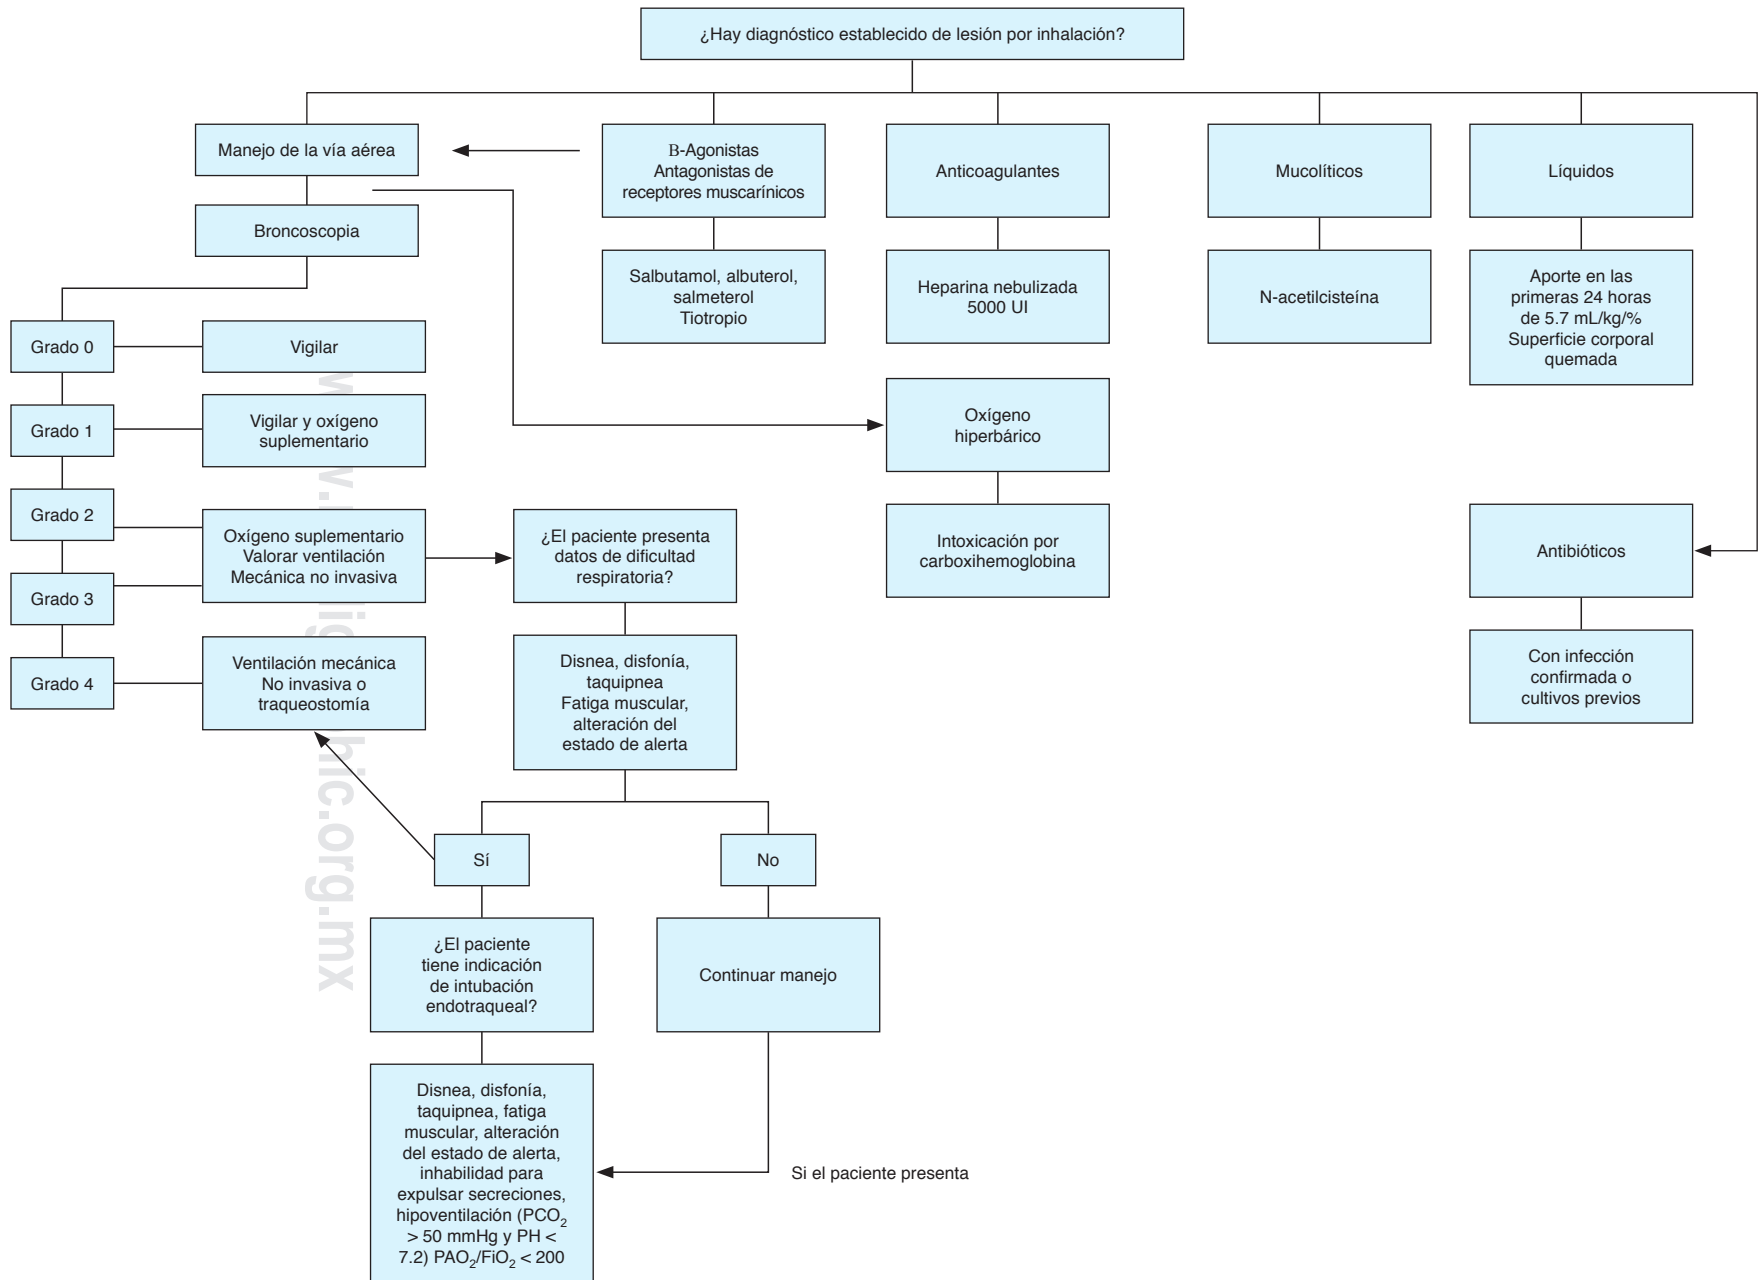 ¿Hay diagnóstico establecido de lesión por inhalación?
Manejo de la vía aérea
Β-Agonistas
Antagonistas de
receptores muscarínicos
Anticoagulantes
Mucolíticos
Líquidos
Broncoscopia
Salbutamol, albuterol,
salmeterol
Tiotropio
Heparina nebulizada
5000 UI
N-acetilcisteína
Aporte en las
primeras 24 horas
de 5.7 mL/kg/%
Superficie corporal
quemada
Grado 0
Vigilar
Grado 1
Vigilar y oxígeno
suplementario
Oxígeno
hiperbárico
Grado 2
Oxígeno suplementario
Valorar ventilación
Mecánica no invasiva
¿El paciente presenta
datos de dificultad
respiratoria?
Intoxicación por
carboxihemoglobina
Antibióticos
Grado 3
Grado 4
Ventilación mecánica
No invasiva o
traqueostomía
Disnea, disfonía,
taquipnea
Fatiga muscular,
alteración del
estado de alerta
Con infección
confirmada o
cultivos previos
Sí
No
¿El paciente
tiene indicación
de intubación
endotraqueal?
Continuar manejo
Disnea, disfonía,
taquipnea, fatiga
muscular, alteración
del estado de alerta,
inhabilidad para
expulsar secreciones,
hipoventilación (PCO₂
> 50 mmHg y PH <
7.2) PAO₂/FiO₂ < 200
Si el paciente presenta